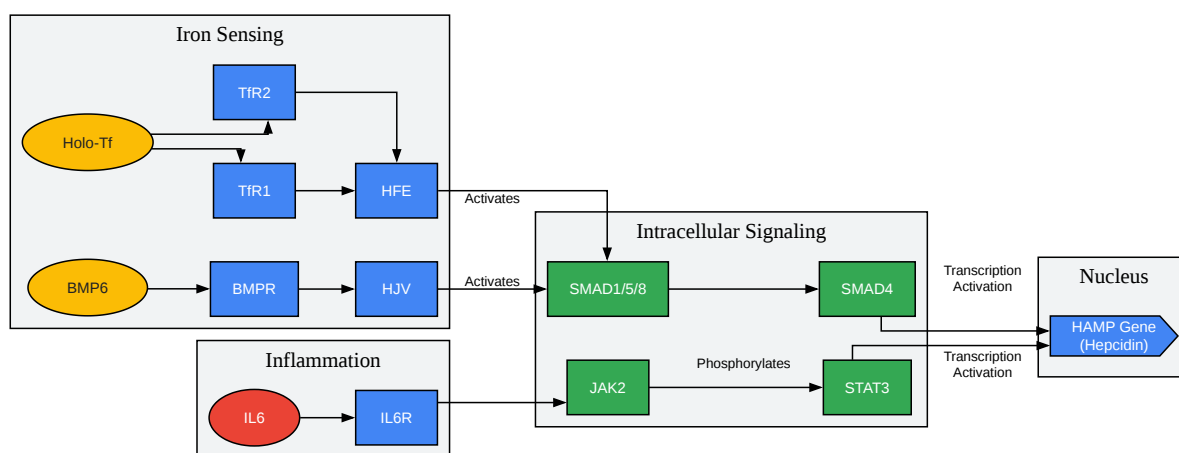 Iron Sensing
TfR2
Holo-Tf
TfR1
HFE
Activates
BMP6
BMPR
HJV
Activates
Intracellular Signaling
SMAD1/5/8
SMAD4
Transcription
Activation
Nucleus
HAMP Gene
(Hepcidin)
Inflammation
IL6
IL6R
JAK2
Phosphorylates
STAT3
Transcription
Activation